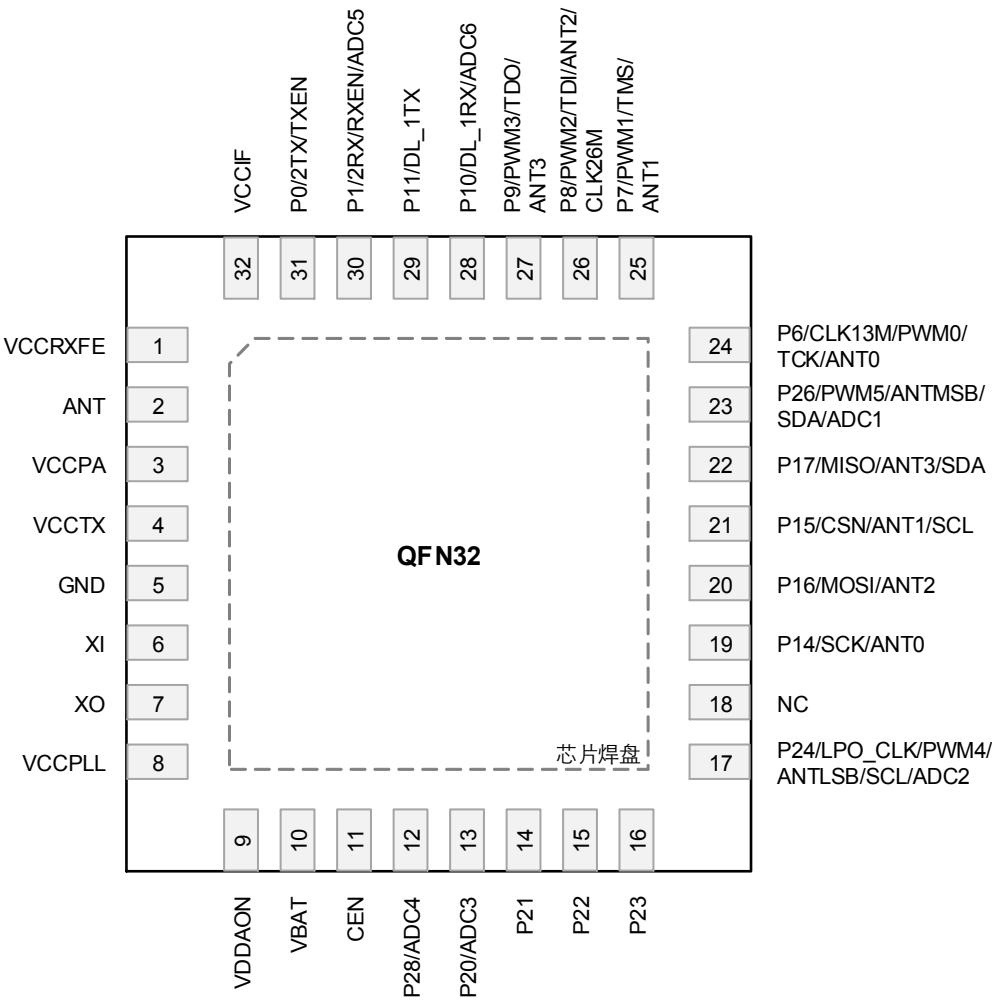 VCCIF
P0/2TX/TXEN
P1/2RX/RXEN/ADC5
P11/DL_1TX
P10/DL_1RX/ADC6
P9/PWM3/TDO/
ANT3
P8/PWM2/TDI/ANT2/
CLK26M
P7/PWM1/TMS/
ANT1
32
31
30
29
28
27
26
25
VCCRXFE
1
ANT
2
VCCPA
3
VCCTX
4
GND
5
XI
6
XO
7
VCCPLL
8
QFN32
芯片焊盘
24
P6/CLK13M/PWM0/
TCK/ANT0
23
P26/PWM5/ANTMSB/
SDA/ADC1
22
P17/MISO/ANT3/SDA
21
P15/CSN/ANT1/SCL
20
P16/MOSI/ANT2
19
P14/SCK/ANT0
18
NC
17
P24/LPO_CLK/PWM4/
ANTLSB/SCL/ADC2
9
10
11
12
13
14
15
16
VDDAON
VBAT
CEN
P28/ADC4
P20/ADC3
P21
P22
P23